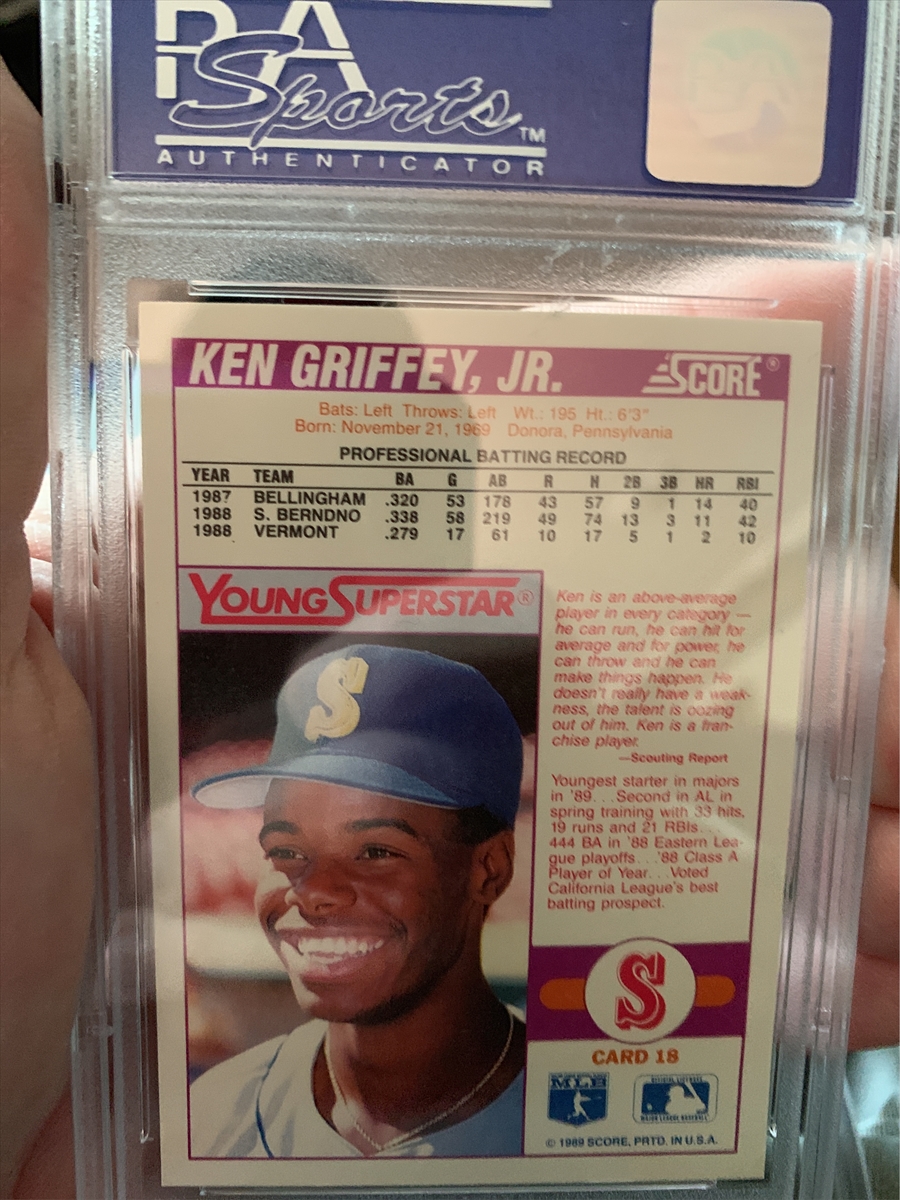 Sports™
AUTHENTICATOR
KEN GRIFFEY, JR.
SCORE®
Bats: Left Throws: Left Wt.: 195 Ht.: 6'3"
Born: November 21, 1969 Donora, Pennsylvania
PROFESSIONAL BATTING RECORD
YEAR TEAM BA G AB R H 2B 3B HR RBI
1987 BELLINGHAM .320 53 178 43 57 9 1 14 40
1988 S. BERNDNO .338 58 219 49 74 13 3 11 42
1988 VERMONT .279 17 61 10 17 5 1 2 10
YOUNG SUPERSTAR®
S
Ken is an above-average
player in every category —
he can run, he can hit for
average and for power, he
can throw and he can
make things happen. He
doesn't really have a weak-
ness, the talent is oozing
out of him. Ken is a fran-
chise player.
—Scouting Report
Youngest starter in majors
in '89. . .Second in AL in
spring training with 33 hits,
19 runs and 21 RBIs. . .
444 BA in '88 Eastern Lea-
gue playoffs. . .'88 Class A
Player of Year. . .Voted
California League's best
batting prospect.
S
CARD 18
MLB
MAJOR LEAGUE BASEBALL
© 1989 SCORE, PRTD. IN U.S.A.